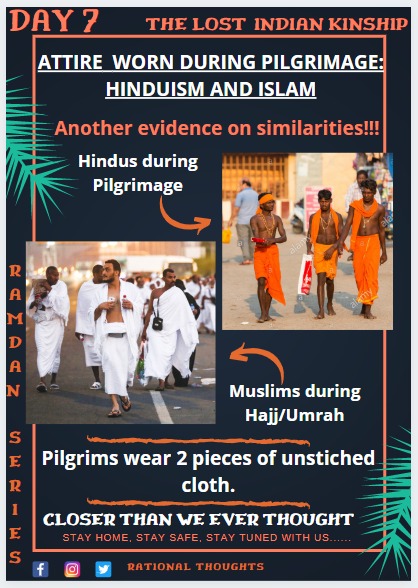 DAY 7
THE LOST INDIAN KINSHIP
ATTIRE WORN DURING PILGRIMAGE:
HINDUISM AND ISLAM
Another evidence on similarities!!!
Hindus during
Pilgrimage
Muslims during
Hajj/Umrah
RAMDAN SERIES
Pilgrims wear 2 pieces of unstiched
cloth.
CLOSER THAN WE EVER THOUGHT
STAY HOME, STAY SAFE, STAY TUNED WITH US......
RATIONAL THOUGHTS